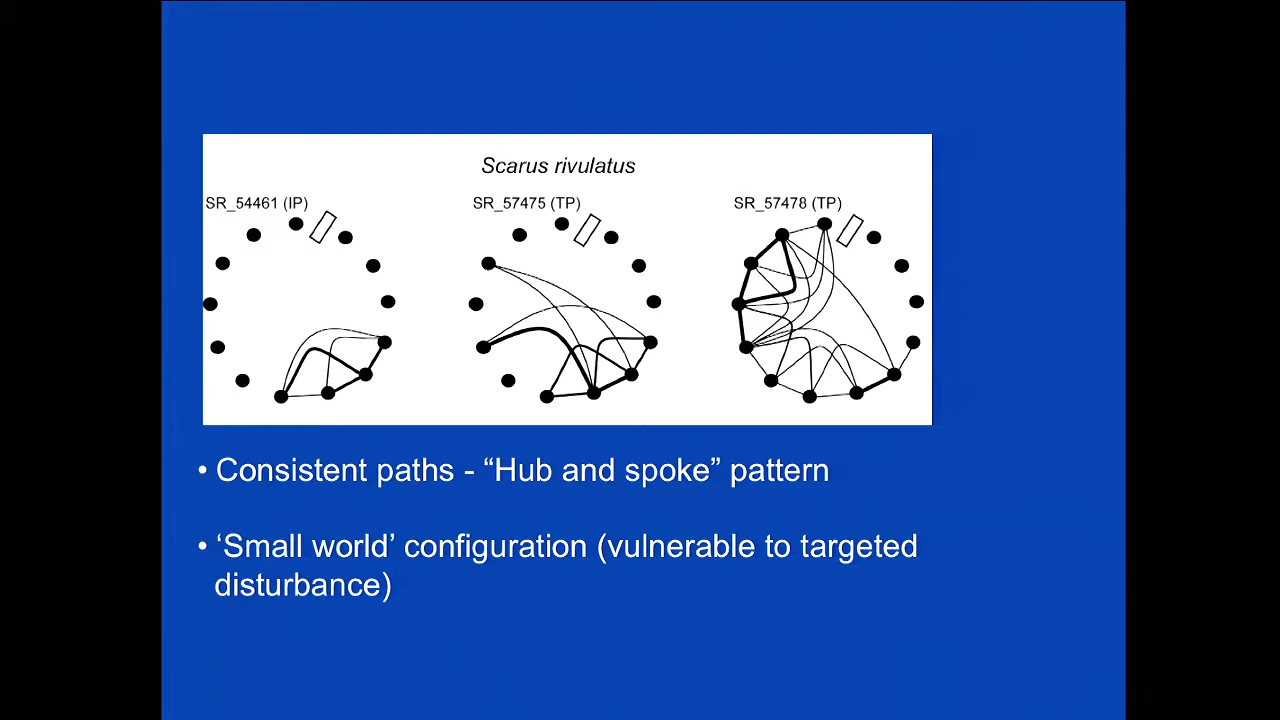 Scarus rivulatus
SR_54461 (IP)
SR_57475 (TP)
SR_57478 (TP)
• Consistent paths - “Hub and spoke” pattern
• ‘Small world’ configuration (vulnerable to targeted
disturbance)